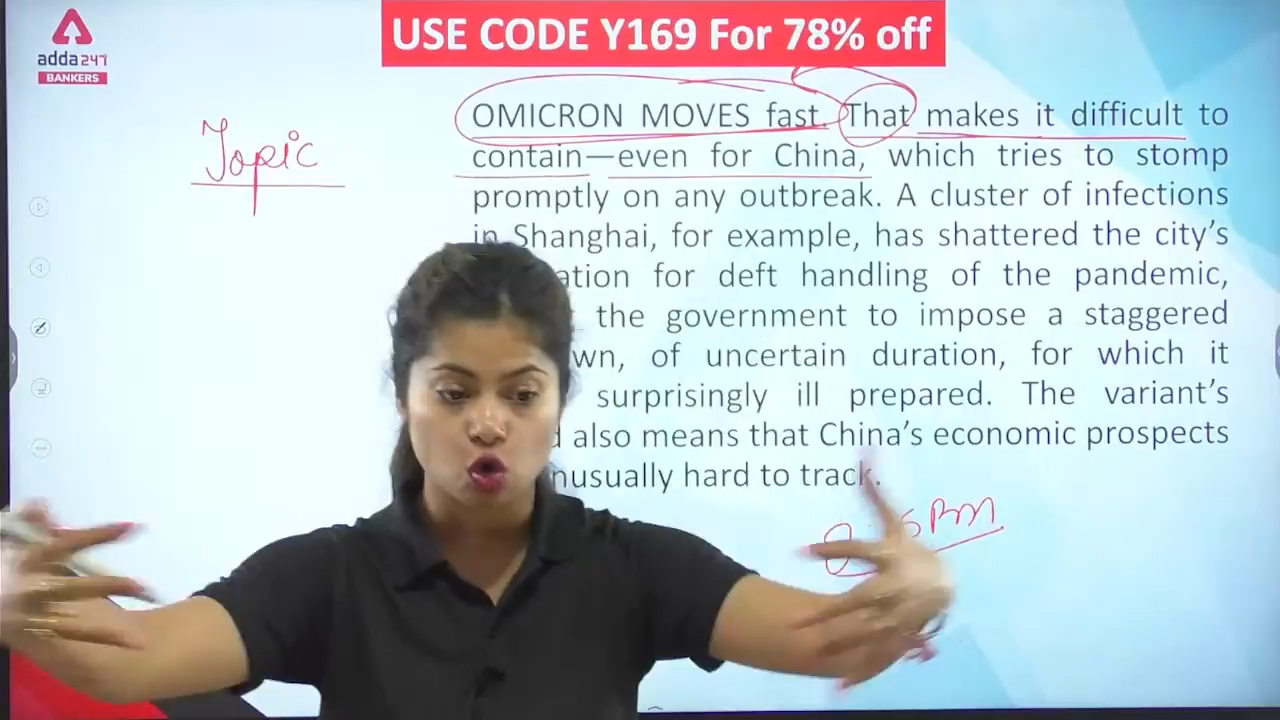 USE CODE Y169 For 78% off
adda247
BANKERS
Topic
OMICRON MOVES fast. That makes it difficult to
contain—even for China, which tries to stomp
promptly on any outbreak. A cluster of infections
in Shanghai, for example, has shattered the city's
ation for deft handling of the pandemic,
the government to impose a staggered
wn, of uncertain duration, for which it
surprisingly ill prepared. The variant's
also means that China's economic prospects
nusually hard to track.